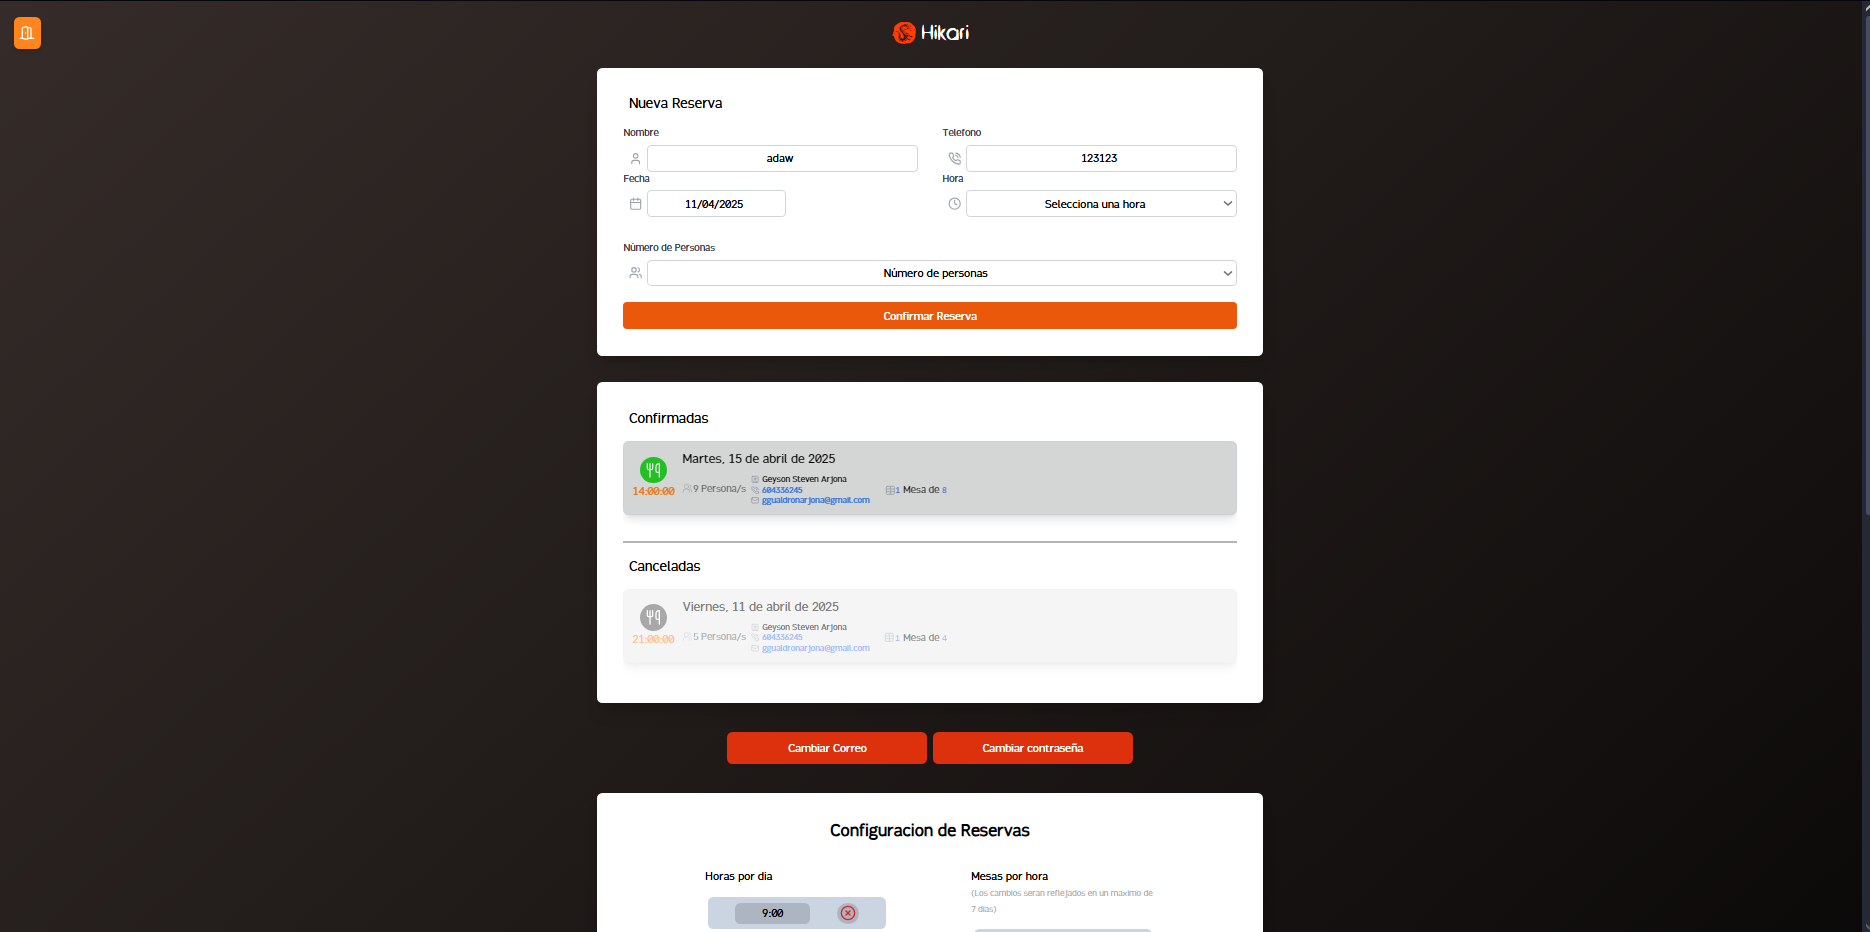 Hikari
Nueva Reserva
Nombre
Telefono
adaw
123123
Fecha
Hora
11/04/2025
Selecciona una hora
Número de Personas
Número de personas
Confirmar Reserva
Confirmadas
Martes, 15 de abril de 2025
14:00:00
9 Persona/s
Geyson Steven Arjona
604336245
ggualdronarjona@gmail.com
1 Mesa de 8
Canceladas
Viernes, 11 de abril de 2025
21:00:00
5 Persona/s
Geyson Steven Arjona
604336245
ggualdronarjona@gmail.com
1 Mesa de 4
Cambiar Correo
Cambiar contraseña
Configuracion de Reservas
Horas por dia
Mesas por hora
(Los cambios seran reflejados en un maximo de
7 dias)
9:00